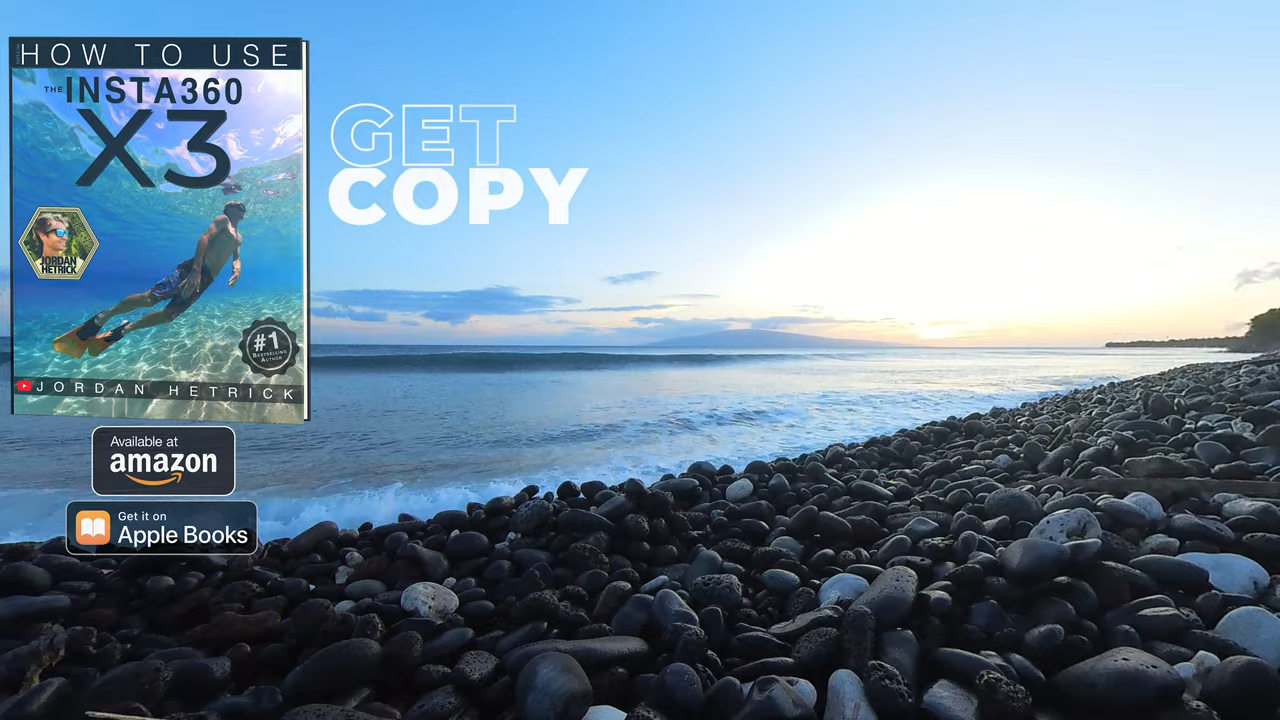 HOW TO USE
THE INSTA360
X3
JORDAN
HETRICK
#1
BESTSELLING
AUTHOR
JORDAN HETRICK
GET
COPY
Available at
amazon
Get it on
Apple Books